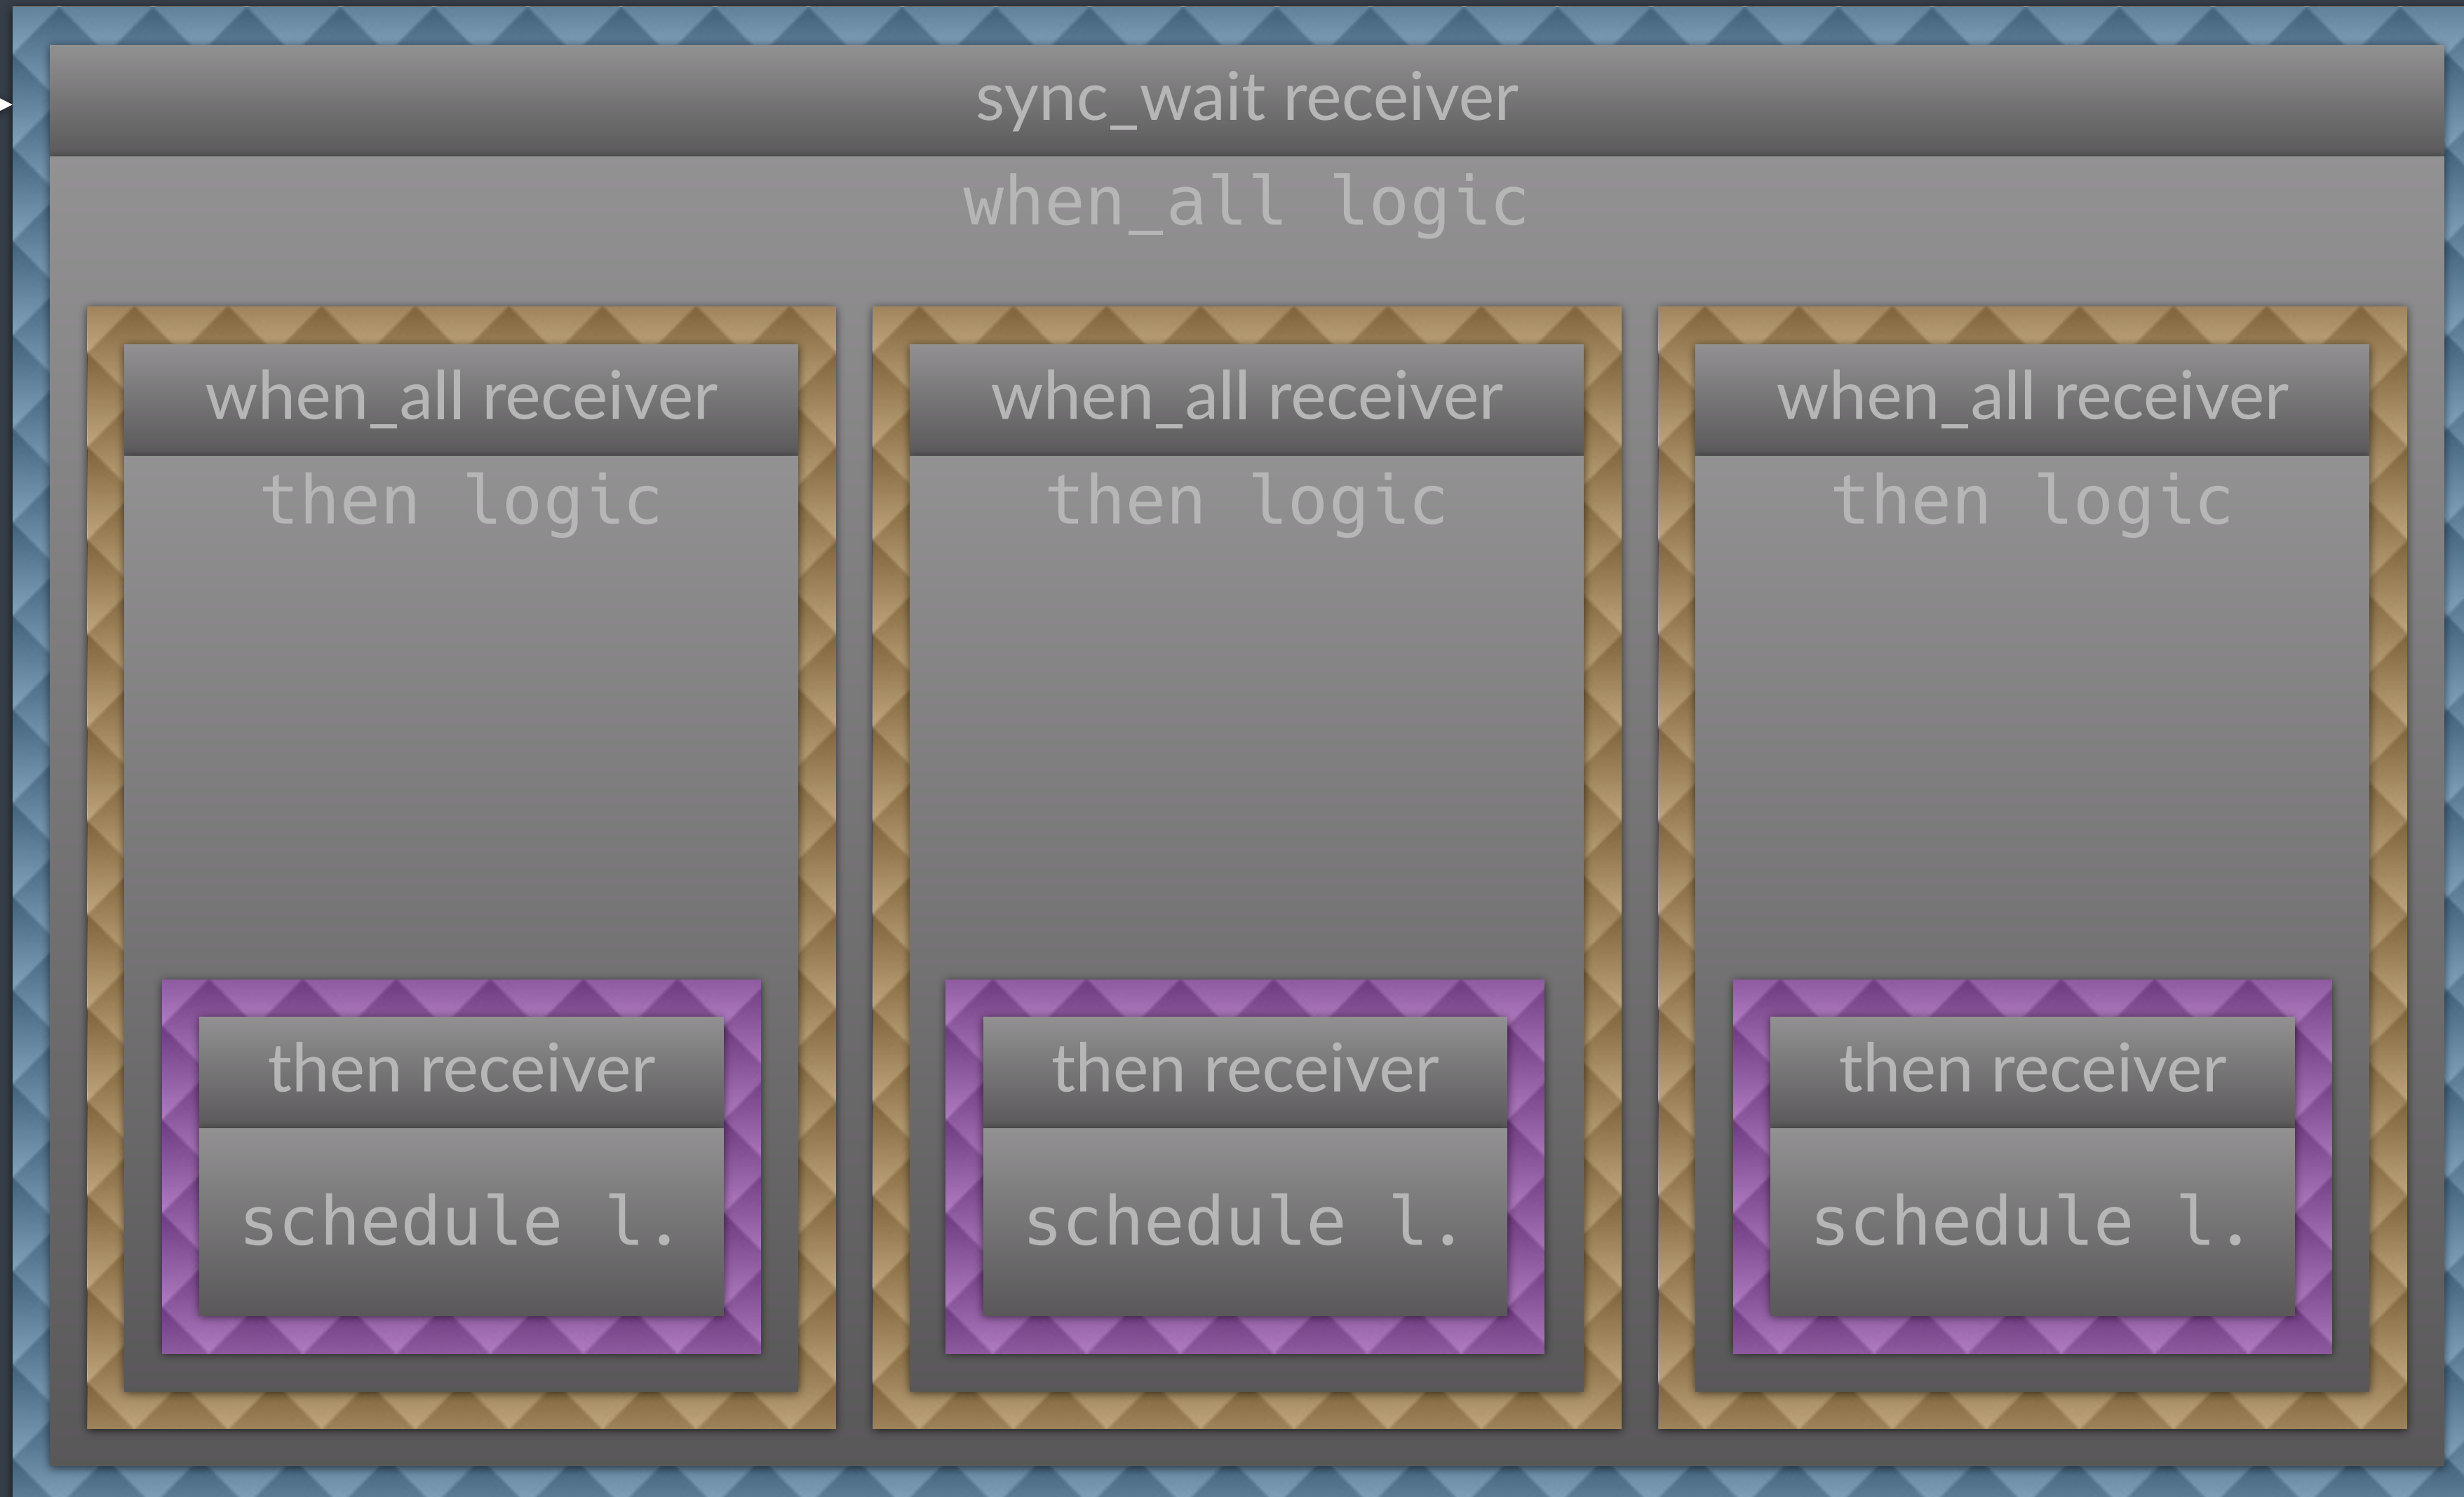 sync_wait receiver
when_all logic
when_all receiver
then logic
then receiver
schedule l.
when_all receiver
then logic
then receiver
schedule l.
when_all receiver
then logic
then receiver
schedule l.